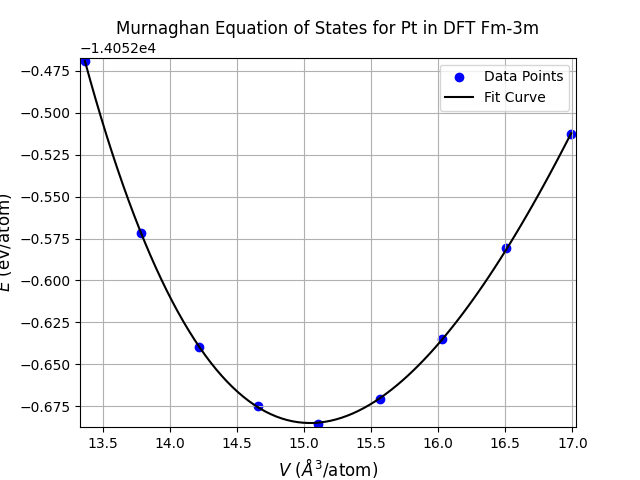 Murnaghan Equation of States for Pt in DFT Fm-3m
−1.4052e4
Data Points
Fit Curve
−0.475
−0.500
−0.525
−0.550
−0.575
−0.600
−0.625
−0.650
−0.675
E (ev/atom)
13.5 14.0 14.5 15.0 15.5 16.0 16.5 17.0
V (Å³/atom)